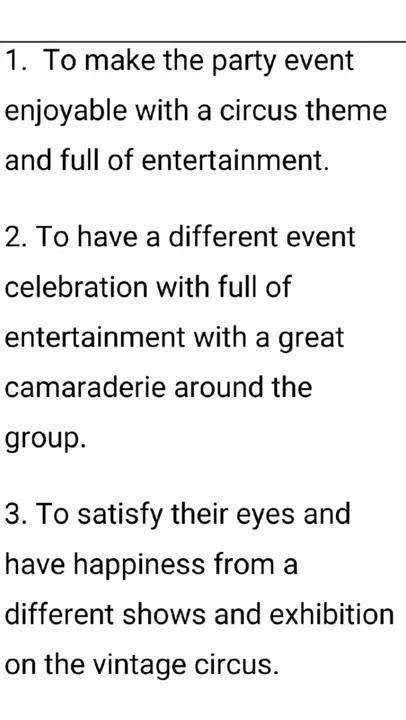 1. To make the party event
enjoyable with a circus theme
and full of entertainment.
2. To have a different event
celebration with full of
entertainment with a great
camaraderie around the
group.
3. To satisfy their eyes and
have happiness from a
different shows and exhibition
on the vintage circus.